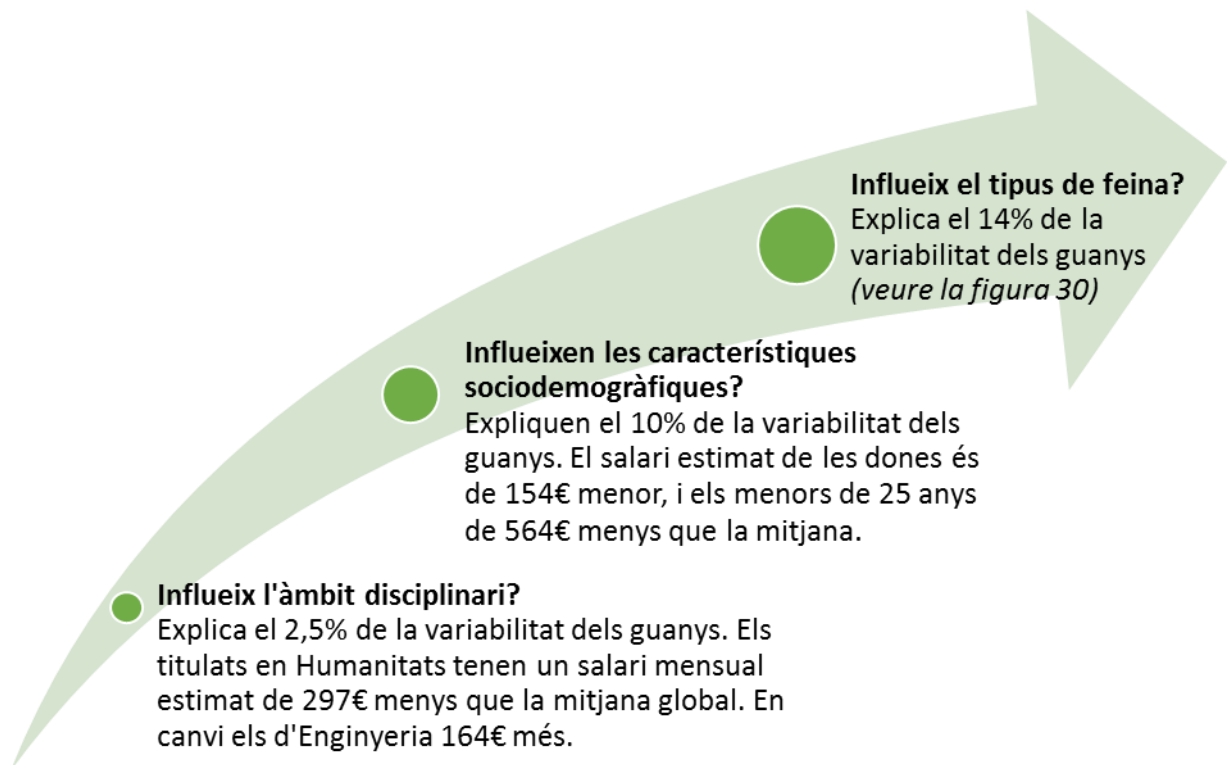 Influeix el tipus de feina?
Explica el 14% de la
variabilitat dels guanys
(veure la figura 30)
Influeixen les característiques
sociodemogràfiques?
Expliquen el 10% de la variabilitat dels
guanys. El salari estimat de les dones és
de 154€ menor, i els menors de 25 anys
de 564€ menys que la mitjana.
Influeix l'àmbit disciplinari?
Explica el 2,5% de la variabilitat dels guanys. Els
titulats en Humanitats tenen un salari mensual
estimat de 297€ menys que la mitjana global. En
canvi els d'Enginyeria 164€ més.